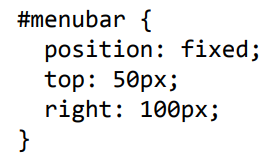 #menubar {
  position: fixed;
  top: 50px;
  right: 100px;
}